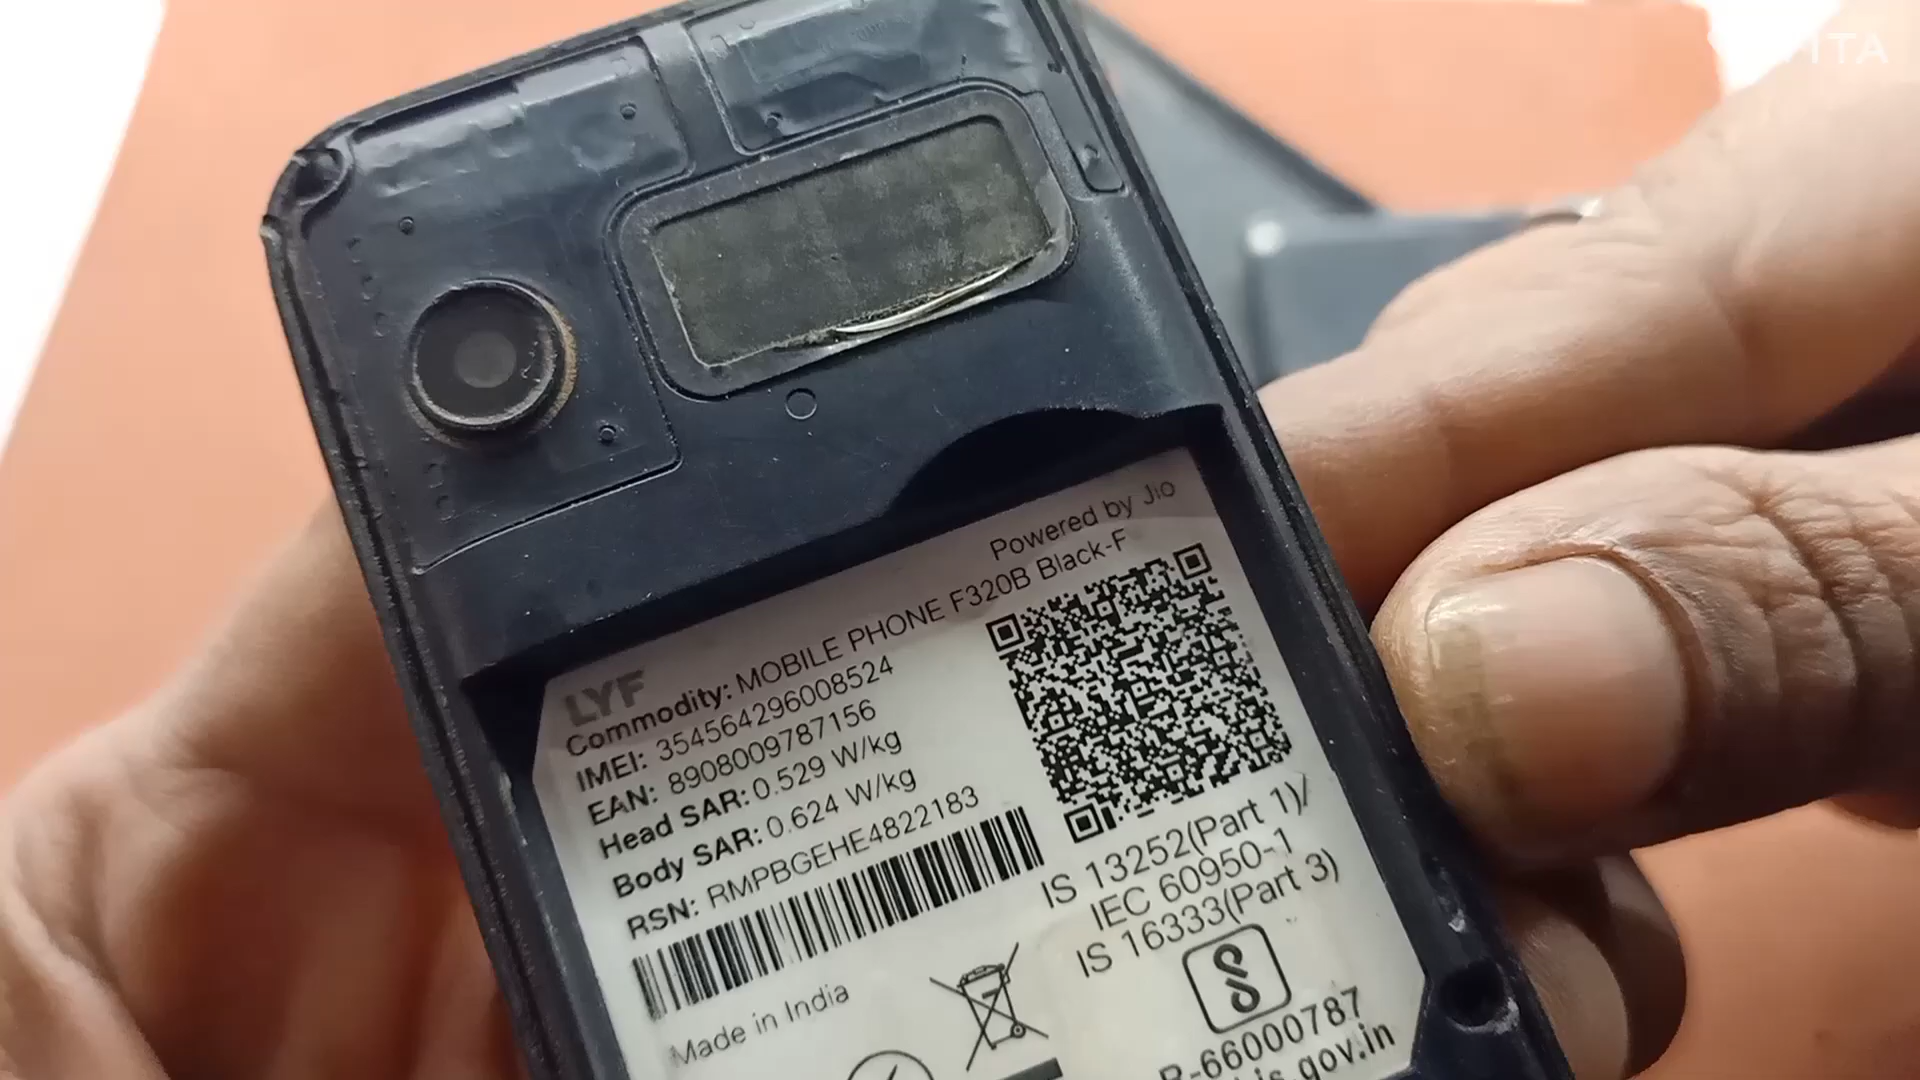 Powered by Jio
LYF
Commodity: MOBILE PHONE F320B Black-F
IMEI: 354564296008524
EAN: 8908009787156
Head SAR: 0.529 W/kg
Body SAR: 0.624 W/kg
RSN: RMPBGEHE4822183
IS 13252(Part 1)/
IEC 60950-1
IS 16333(Part 3)
Made in India
R-66000787
.gov.in